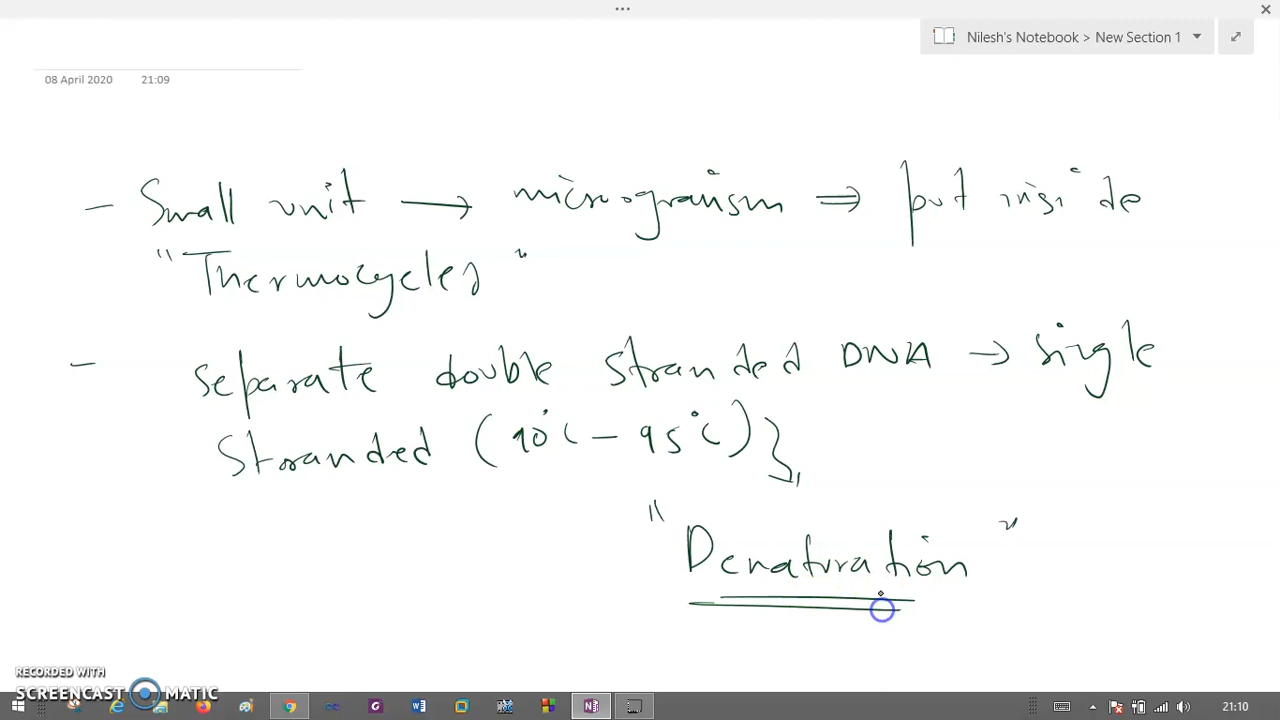 ...
Nilesh's Notebook > New Section 1
08 April 2020 21:09
- Small unit → microrganism ⇒ put inside
"Thermocycler"
- separate double stranded DNA → single
stranded (90°C - 95°C) }
"Denaturation"
RECORDED WITH
SCREENCAST MATIC
21:10